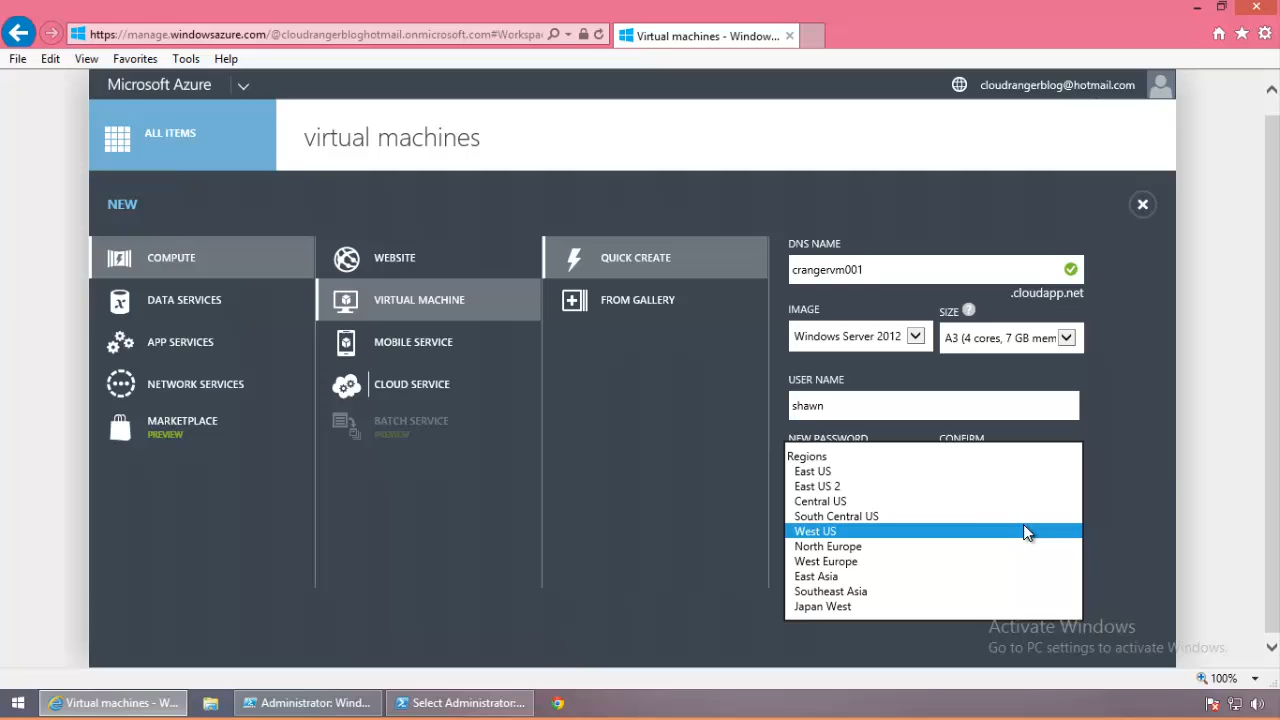 https://manage.windowsazure.com/@cloudrangerbloghotmail.onmicrosoft.com#Workspac
Virtual machines - Window...
File Edit View Favorites Tools Help
Microsoft Azure
cloudrangerblog@hotmail.com
ALL ITEMS
virtual machines
NEW
COMPUTE
DATA SERVICES
APP SERVICES
NETWORK SERVICES
MARKETPLACE
PREVIEW
WEBSITE
VIRTUAL MACHINE
MOBILE SERVICE
CLOUD SERVICE
BATCH SERVICE
PREVIEW
QUICK CREATE
FROM GALLERY
DNS NAME
crangervm001
.cloudapp.net
IMAGE
SIZE
Windows Server 2012
A3 (4 cores, 7 GB mem
USER NAME
shawn
NEW PASSWORD
CONFIRM
Regions
East US
East US 2
Central US
South Central US
West US
North Europe
West Europe
East Asia
Southeast Asia
Japan West
Activate Windows
Go to PC settings to activate Windows.
100%
Virtual machines - W...
Administrator: Wind...
Select Administrator:...